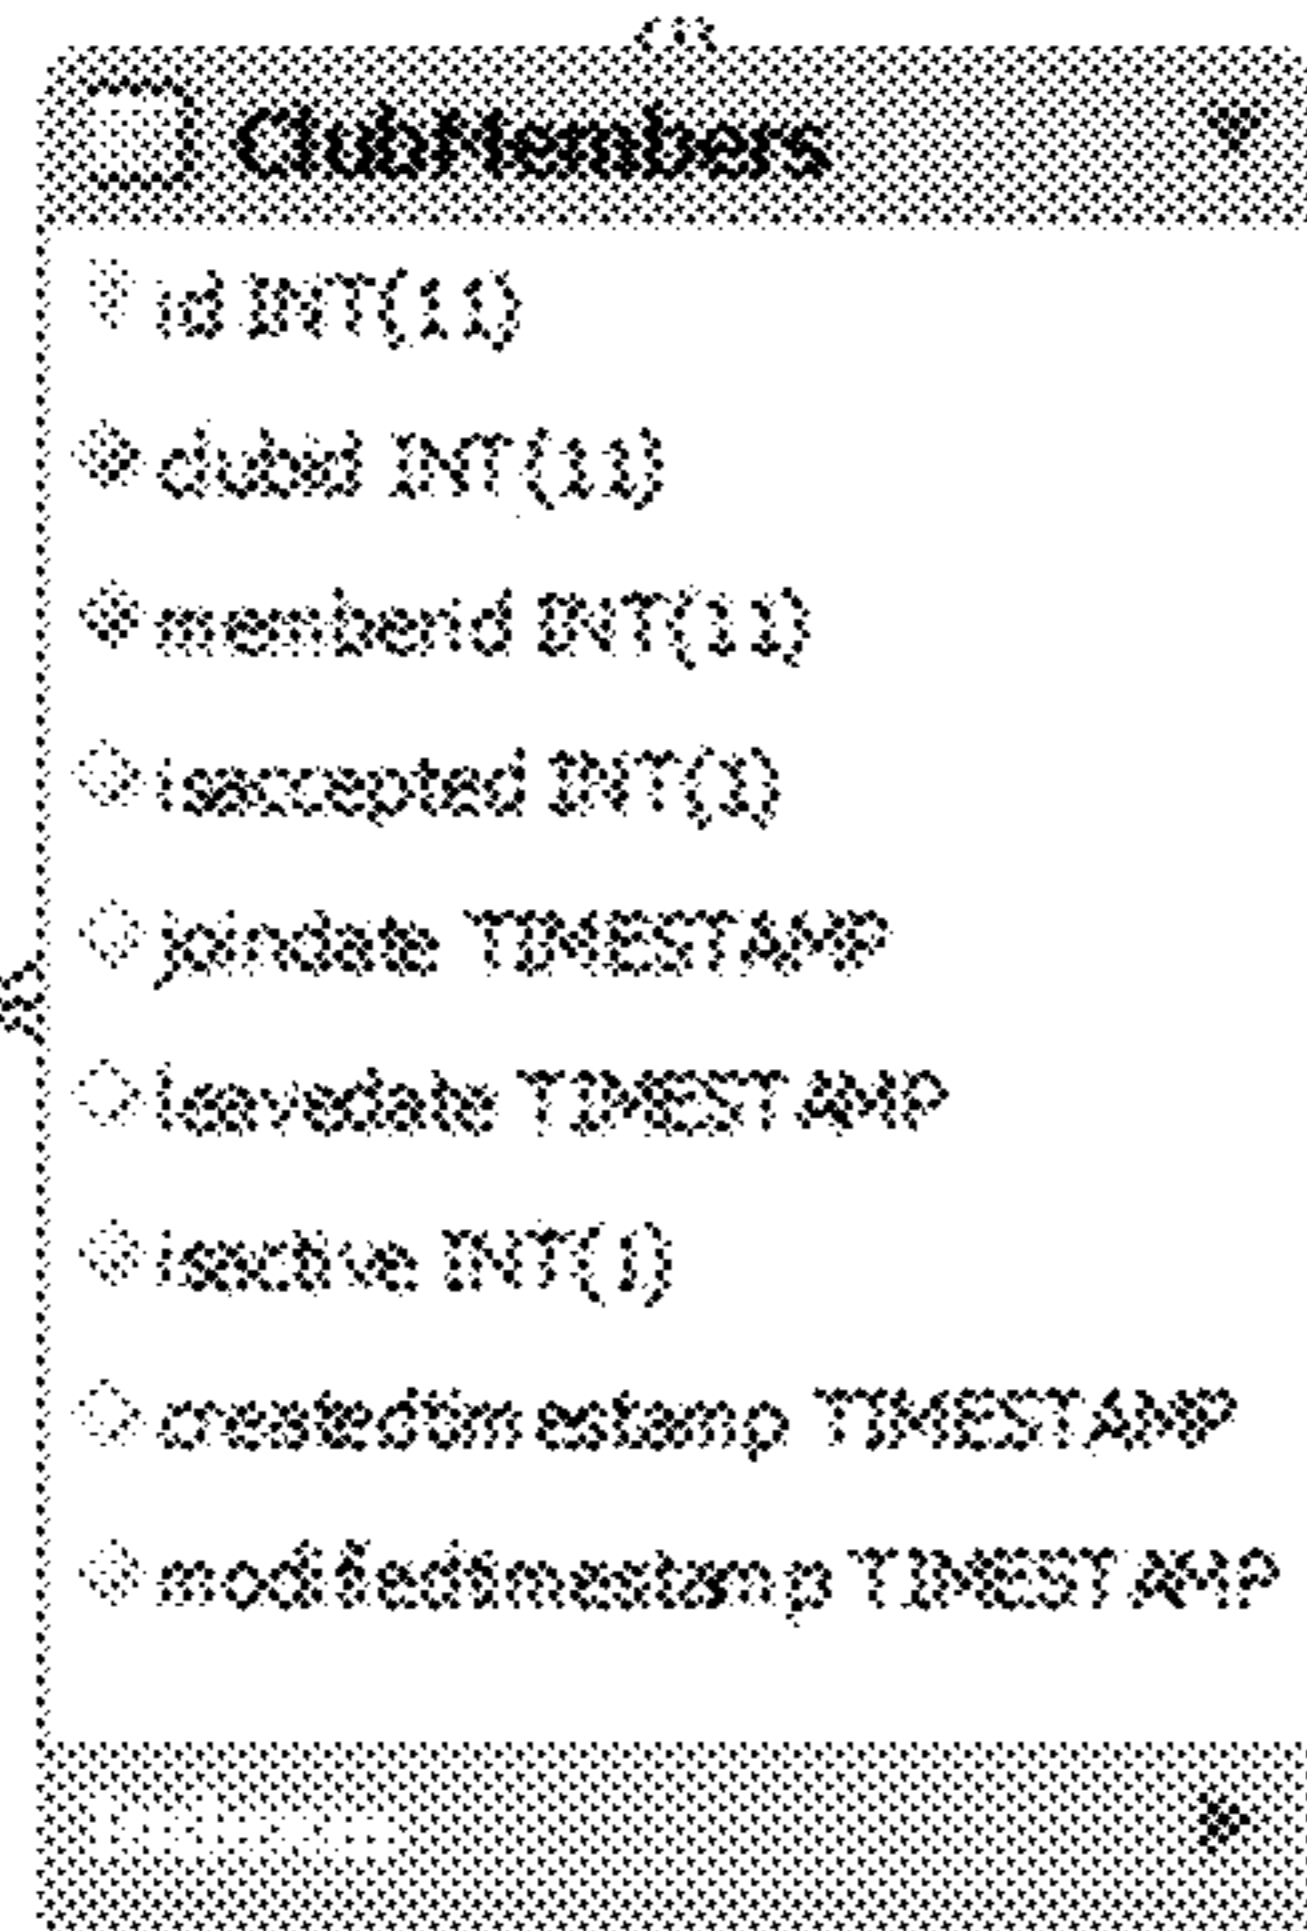 ClubMembers
id INT(11)
clubid INT(11)
memberid INT(11)
isaccepted INT(1)
joindate TIMESTAMP
leavedate TIMESTAMP
isactive INT(1)
createdtimestamp TIMESTAMP
modifiedtimestamp TIMESTAMP